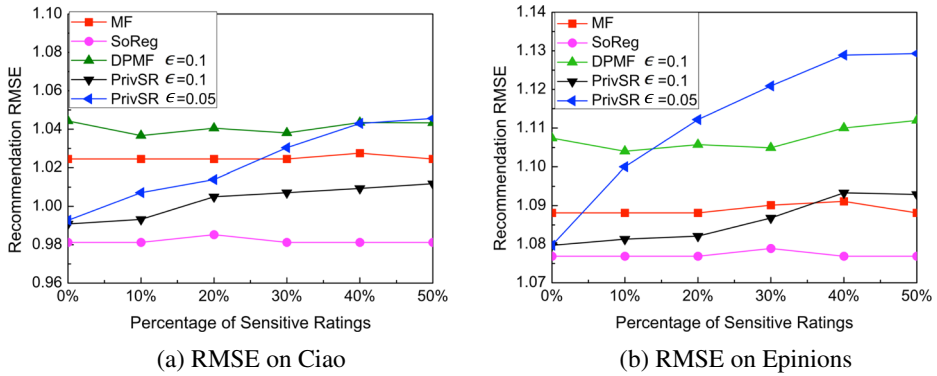 MF
SoReg
DPMF ϵ=0.1
PrivSR ϵ=0.1
PrivSR ϵ=0.05
Recommendation RMSE
1.10
1.08
1.06
1.04
1.02
1.00
0.98
0.96
0% 10% 20% 30% 40% 50%
Percentage of Sensitive Ratings
(a) RMSE on Ciao
MF
SoReg
DPMF ϵ=0.1
PrivSR ϵ=0.1
PrivSR ϵ=0.05
Recommendation RMSE
1.14
1.13
1.12
1.11
1.10
1.09
1.08
1.07
0% 10% 20% 30% 40% 50%
Percentage of Sensitive Ratings
(b) RMSE on Epinions